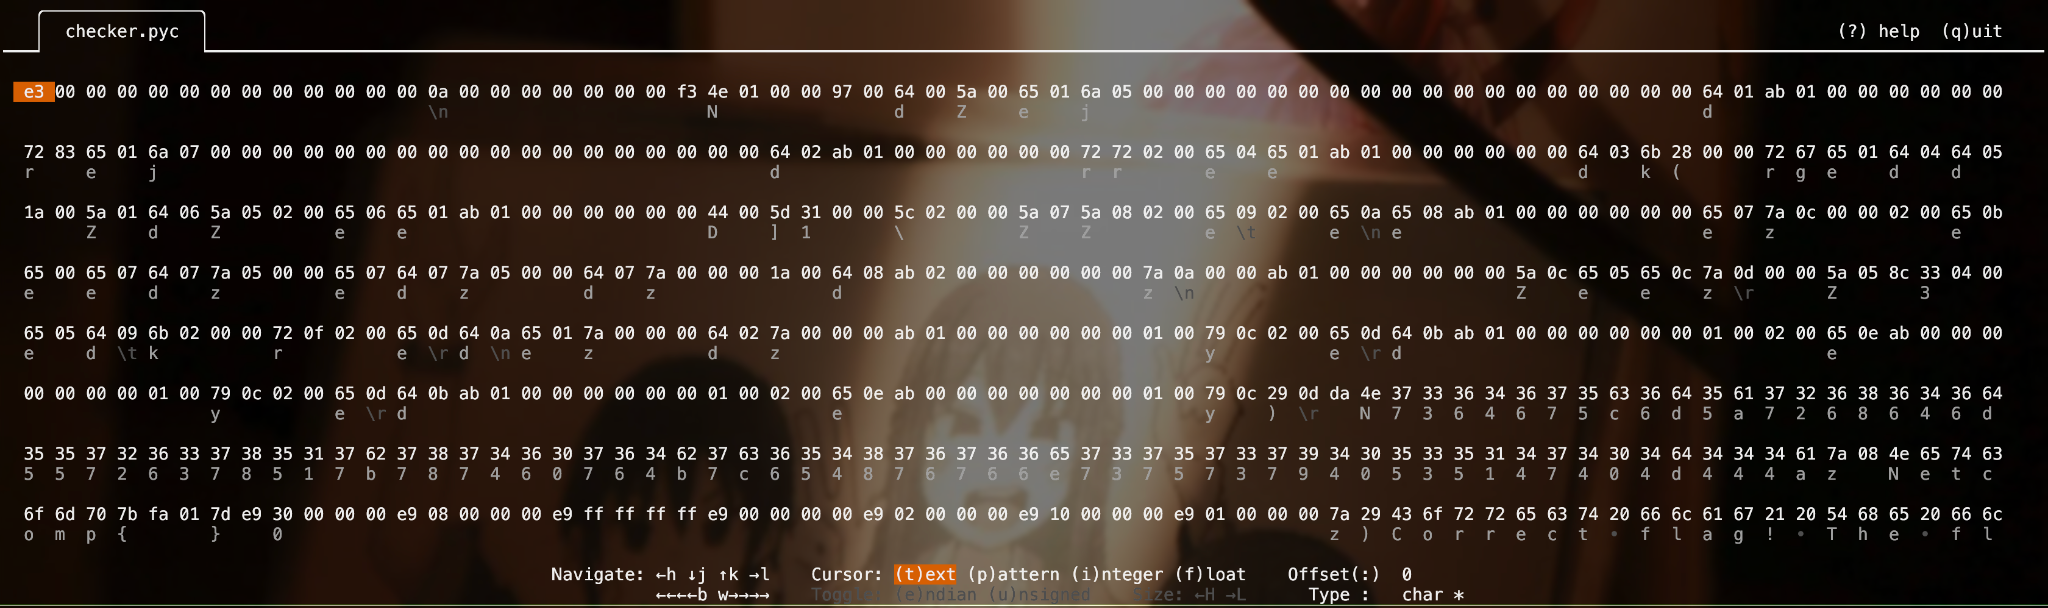 checker.pyc (?) help (q)uit
e3 00 00 00 00 00 00 00 00 00 00 00 00 0a 00 00 00 00 00 00 00 f3 4e 01 00 00 97 00 64 00 5a 00 65 01 6a 05 00 00 00 00 00 00 00 00 00 00 00 00 00 00 00 00 00 00 64 01 ab 01 00 00 00 00 00 00
\n N d Z e j d
72 83 65 01 6a 07 00 00 00 00 00 00 00 00 00 00 00 00 00 00 00 00 00 00 64 02 ab 01 00 00 00 00 00 00 72 72 02 00 65 04 65 01 ab 01 00 00 00 00 00 00 64 03 6b 28 00 00 72 67 65 01 64 04 64 05
r e j d r r e e d k ( r g e d d
1a 00 5a 01 64 06 5a 05 02 00 65 06 65 01 ab 01 00 00 00 00 00 00 44 00 5d 31 00 00 5c 02 00 00 5a 07 5a 08 02 00 65 09 02 00 65 0a 65 08 ab 01 00 00 00 00 00 00 65 07 7a 0c 00 00 02 00 65 0b
Z d Z e e D ] 1 \ Z Z e \t e \n e e z e
65 00 65 07 64 07 7a 05 00 00 65 07 64 07 7a 05 00 00 64 07 7a 00 00 00 1a 00 64 08 ab 02 00 00 00 00 00 00 7a 0a 00 00 ab 01 00 00 00 00 00 00 5a 0c 65 05 65 0c 7a 0d 00 00 5a 05 8c 33 04 00
e e d z e d z d z d z \n Z e e z \r Z 3
65 05 64 09 6b 02 00 00 72 0f 02 00 65 0d 64 0a 65 01 7a 00 00 00 64 02 7a 00 00 00 ab 01 00 00 00 00 00 00 01 00 79 0c 02 00 65 0d 64 0b ab 01 00 00 00 00 00 00 01 00 02 00 65 0e ab 00 00 00
e d \t k r e \r d \n e z d z y e \r d e
00 00 00 00 01 00 79 0c 02 00 65 0d 64 0b ab 01 00 00 00 00 00 00 01 00 02 00 65 0e ab 00 00 00 00 00 00 00 01 00 79 0c 29 0d da 4e 37 33 36 34 36 37 35 63 36 64 35 61 37 32 36 38 36 34 36 64
y e \r d e y ) \r N 7 3 6 4 6 7 5 c 6 d 5 a 7 2 6 8 6 4 6 d
35 35 37 32 36 33 37 38 35 31 37 62 37 38 37 34 36 30 37 36 34 62 37 63 36 35 34 38 37 36 37 36 36 65 37 33 37 35 37 33 37 39 34 30 35 33 35 31 34 37 34 30 34 64 34 34 34 61 7a 08 4e 65 74 63
5 5 7 2 6 3 7 8 5 1 7 b 7 8 7 4 6 0 7 6 4 b 7 c 6 5 4 8 7 6 7 6 6 e 7 3 7 5 7 3 7 9 4 0 5 3 5 1 4 7 4 0 4 d 4 4 4 a z N e t c
6f 6d 70 7b fa 01 7d e9 30 00 00 00 e9 08 00 00 00 e9 ff ff ff ff e9 00 00 00 00 e9 02 00 00 00 e9 10 00 00 00 e9 01 00 00 00 7a 29 43 6f 72 72 65 63 74 20 66 6c 61 67 21 20 54 68 65 20 66 6c
o m p { } 0 z ) C o r r e c t • f l a g ! • T h e • f l
Navigate: ←h ↓j ↑k →l Cursor: (t)ext (p)attern (i)nteger (f)loat Offset(:) 0
←←←←b w→→→→ Toggle: (e)ndian (u)nsigned Size: ←H →L Type : char *